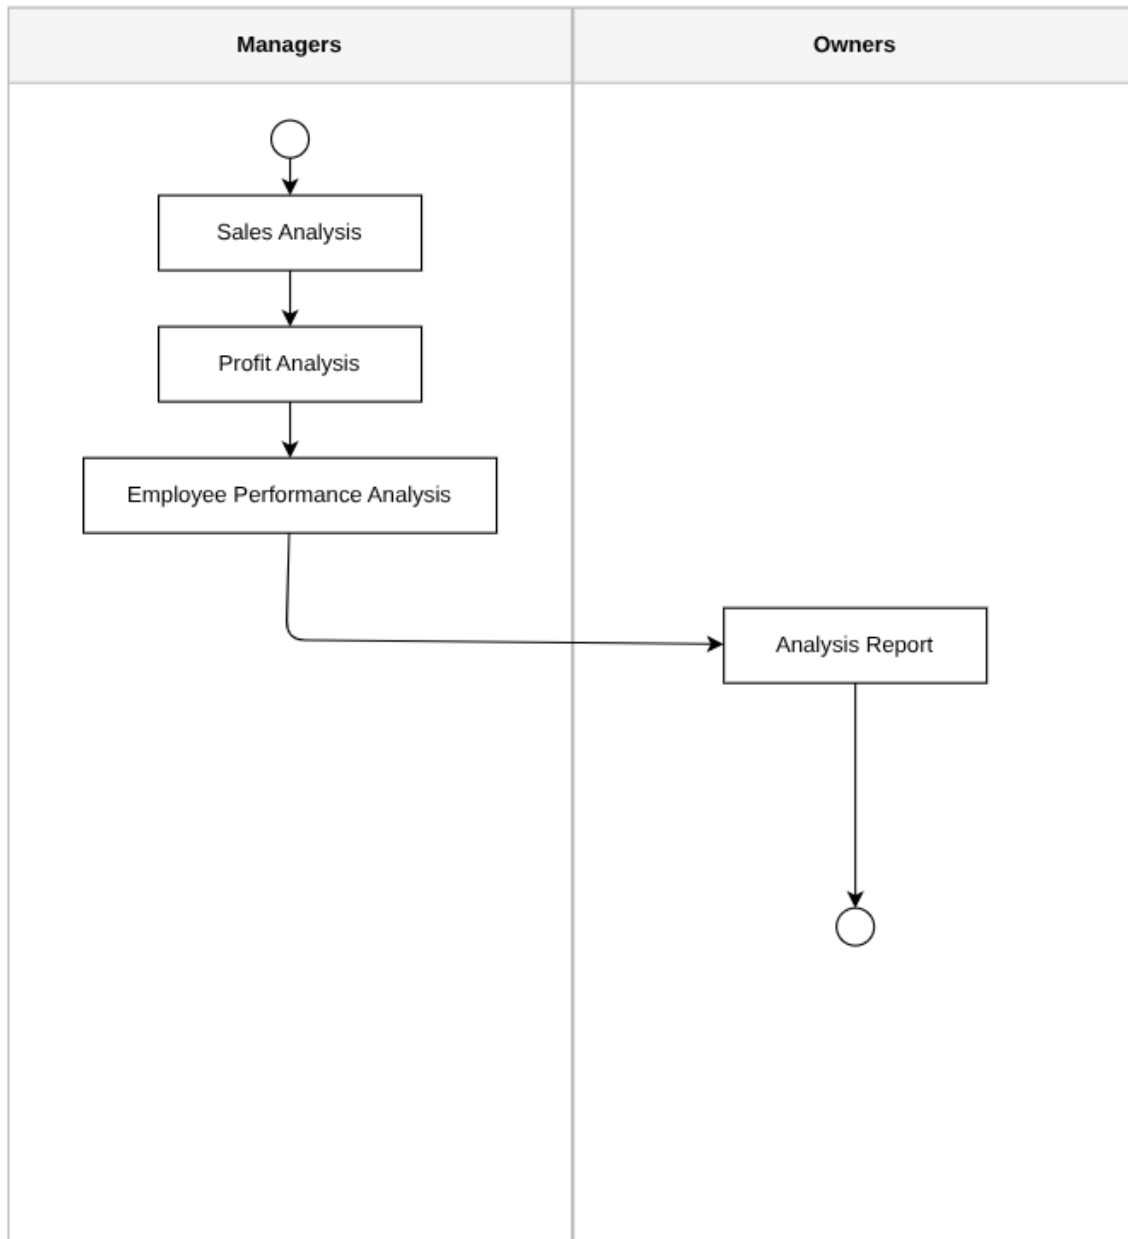 Managers
Owners
Sales Analysis
Profit Analysis
Employee Performance Analysis
Analysis Report